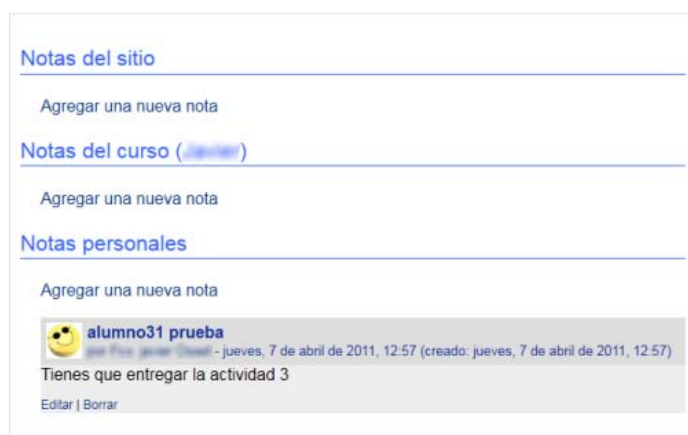 Notas del sitio
Agregar una nueva nota
Notas del curso ( )
Agregar una nueva nota
Notas personales
Agregar una nueva nota
alumno31 prueba
- jueves, 7 de abril de 2011, 12:57 (creado: jueves, 7 de abril de 2011, 12:57)
Tienes que entregar la actividad 3
Editar | Borrar